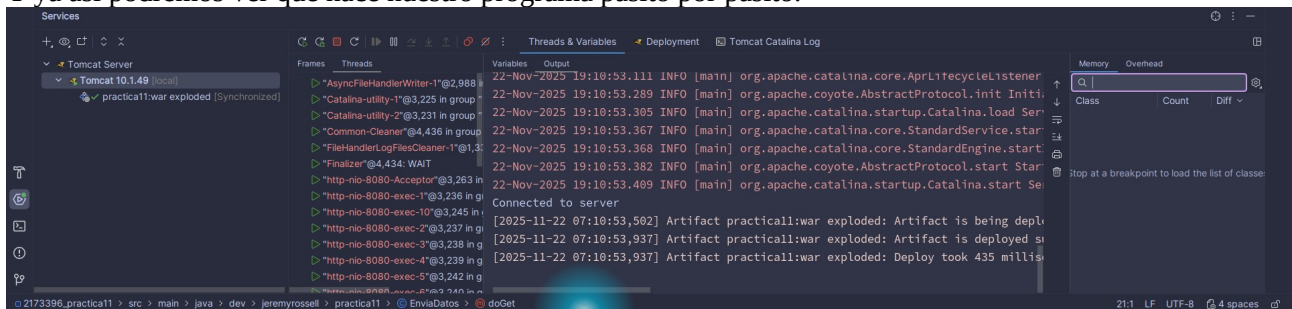 Y ya así podremos ver que hace nuestro programa pasito por pasito.
Services
Threads & Variables
Deployment
Tomcat Catalina Log
Tomcat Server
Tomcat 10.1.49 [local]
practica11:war exploded [Synchronized]
Frames Threads
"AsyncFileHandlerWriter-1"@2,988 i
"Catalina-utility-1"@3,225 in group "
"Catalina-utility-2"@3,231 in group "
"Common-Cleaner"@4,436 in group
"FileHandlerLogFilesCleaner-1"@1,3
"Finalizer"@4,434: WAIT
"http-nio-8080-Acceptor"@3,263 in
"http-nio-8080-exec-1"@3,236 in g
"http-nio-8080-exec-10"@3,245 in
"http-nio-8080-exec-2"@3,237 in g
"http-nio-8080-exec-3"@3,238 in g
"http-nio-8080-exec-4"@3,239 in g
"http-nio-8080-exec-5"@3,242 in g
"http-nio-8080-exec-6"@3,240 in g
Variables Output
22-Nov-2025 19:10:53.111 INFO [main] org.apache.catalina.core.AprLifecycleListener
22-Nov-2025 19:10:53.289 INFO [main] org.apache.coyote.AbstractProtocol.init Initi
22-Nov-2025 19:10:53.305 INFO [main] org.apache.catalina.startup.Catalina.load Ser
22-Nov-2025 19:10:53.367 INFO [main] org.apache.catalina.core.StandardService.star
22-Nov-2025 19:10:53.368 INFO [main] org.apache.catalina.core.StandardEngine.start
22-Nov-2025 19:10:53.382 INFO [main] org.apache.coyote.AbstractProtocol.start Star
22-Nov-2025 19:10:53.409 INFO [main] org.apache.catalina.startup.Catalina.start Se
Connected to server
[2025-11-22 07:10:53,502] Artifact practica11:war exploded: Artifact is being depl
[2025-11-22 07:10:53,937] Artifact practica11:war exploded: Artifact is deployed s
[2025-11-22 07:10:53,937] Artifact practica11:war exploded: Deploy took 435 millis
Memory Overhead
Class Count Diff
Stop at a breakpoint to load the list of classes
2173396_practica11 > src > main > java > dev > jeremyrossell > practica11 > EnviaDatos > doGet
21:1 LF UTF-8 4 spaces